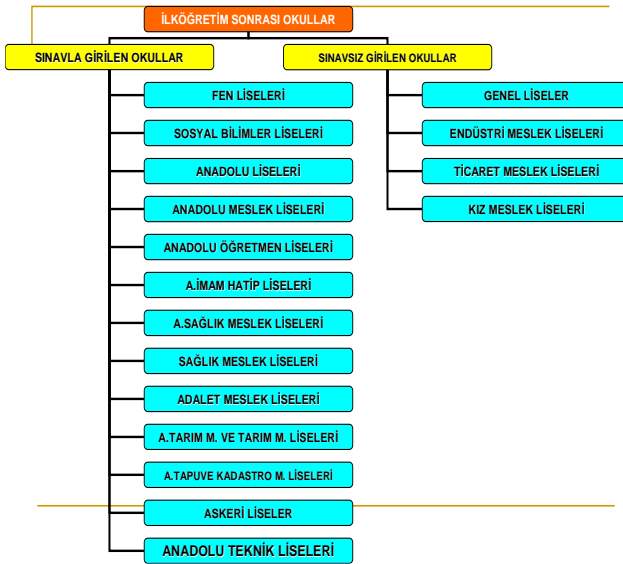 İLKÖĞRETİM SONRASI OKULLAR
SINAVLA GİRİLEN OKULLAR
FEN LİSELERİ
SOSYAL BİLİMLER LİSELERİ
ANADOLU LİSELERİ
ANADOLU MESLEK LİSELERİ
ANADOLU ÖĞRETMEN LİSELERİ
A.İMAM HATİP LİSELERİ
A.SAĞLIK MESLEK LİSELERİ
SAĞLIK MESLEK LİSELERİ
ADALET MESLEK LİSELERİ
A.TARIM M. VE TARIM M. LİSELERİ
A.TAPUVE KADASTRO M. LİSELERİ
ASKERİ LİSELER
ANADOLU TEKNİK LİSELERİ
SINAVSIZ GİRİLEN OKULLAR
GENEL LİSELER
ENDÜSTRİ MESLEK LİSELERİ
TİCARET MESLEK LİSELERİ
KIZ MESLEK LİSELERİ